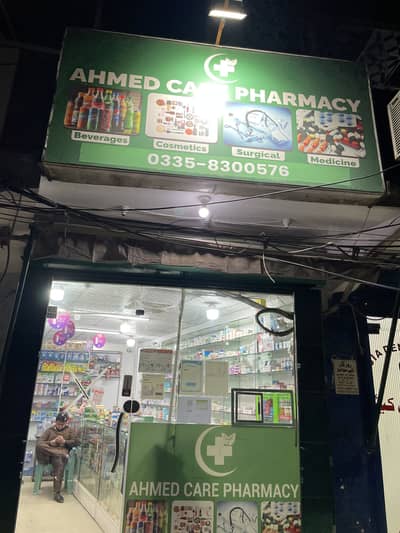 AHMED CARE PHARMACY
Beverages
Cosmetics
Surgical
Medicine
0335-8300576
AHMED CARE PHARMACY